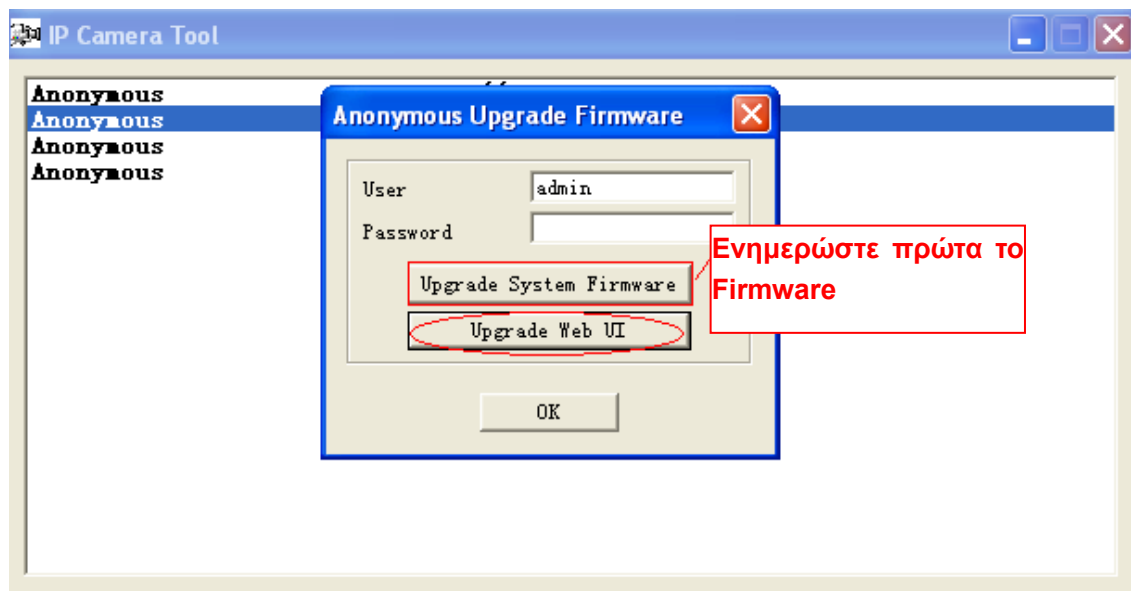 IP Camera Tool
Anonymous
Anonymous
Anonymous
Anonymous
Anonymous Upgrade Firmware
User
admin
Password
Ενημερώστε πρώτα το
Firmware
Upgrade System Firmware
Upgrade Web UI
OK